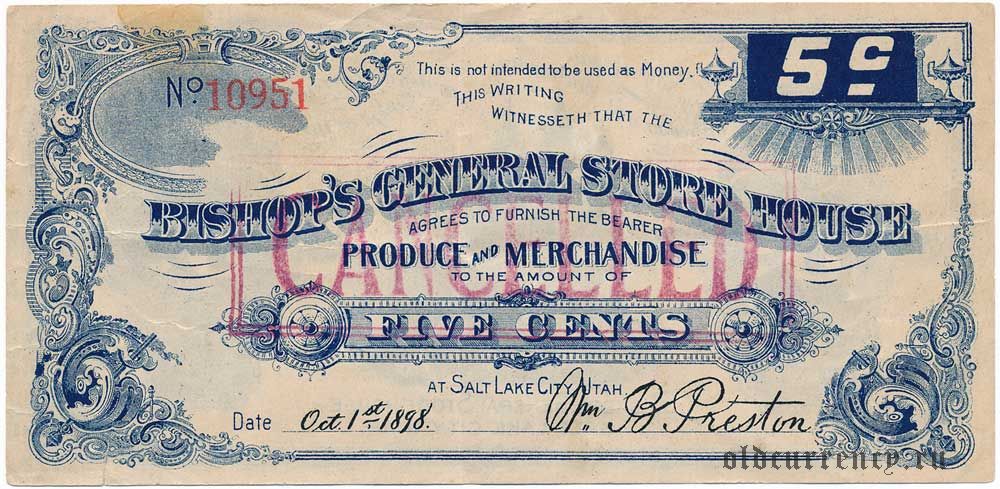 No. 10951
5c
This is not intended to be used as Money.
THIS WRITING
WITNESSETH THAT THE
BISHOP'S GENERAL STORE HOUSE
AGREES TO FURNISH THE BEARER
PRODUCE AND MERCHANDISE
TO THE AMOUNT OF
CANCELLED
FIVE CENTS
AT SALT LAKE CITY, UTAH.
Date Oct. 1st 1898.
Wm B. Preston
oldcurrency.ru